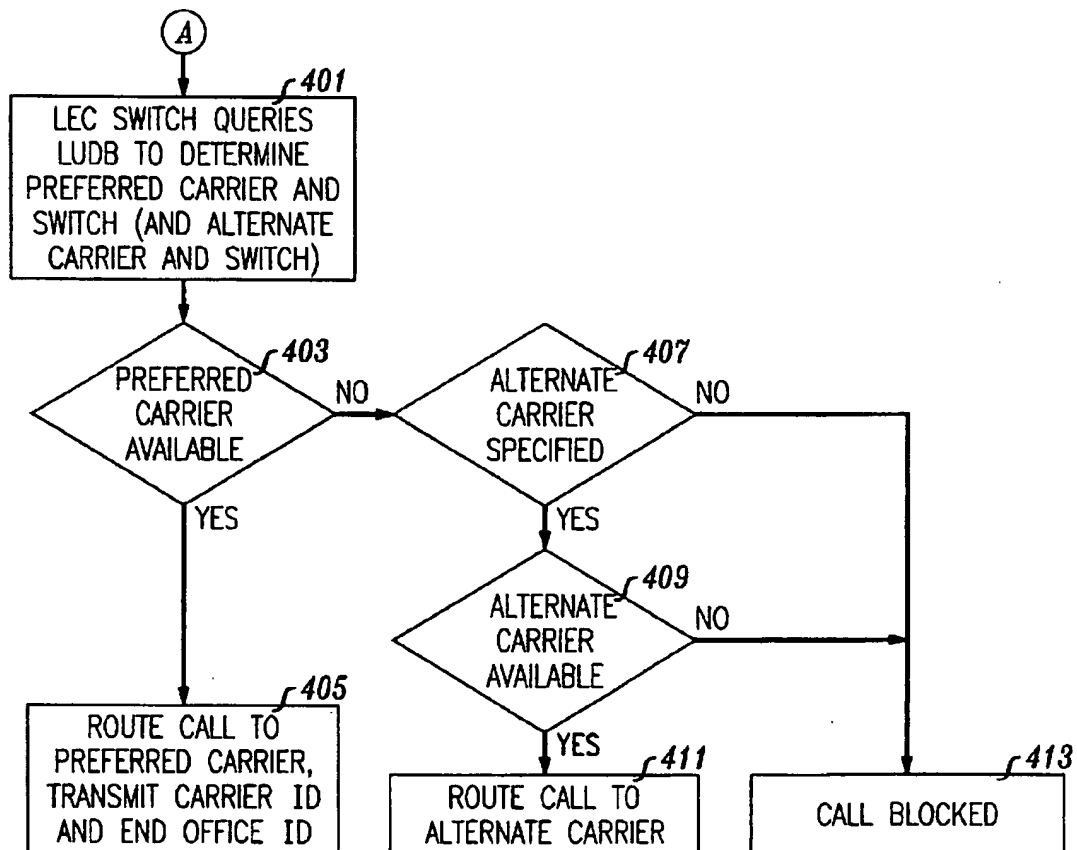 A
401
LEC SWITCH QUERIES
LUDB TO DETERMINE
PREFERRED CARRIER AND
SWITCH (AND ALTERNATE
CARRIER AND SWITCH)
403
PREFERRED
CARRIER
AVAILABLE
NO
YES
407
ALTERNATE
CARRIER
SPECIFIED
NO
YES
409
ALTERNATE
CARRIER
AVAILABLE
NO
YES
405
ROUTE CALL TO
PREFERRED CARRIER,
TRANSMIT CARRIER ID
AND END OFFICE ID
411
ROUTE CALL TO
ALTERNATE CARRIER
413
CALL BLOCKED